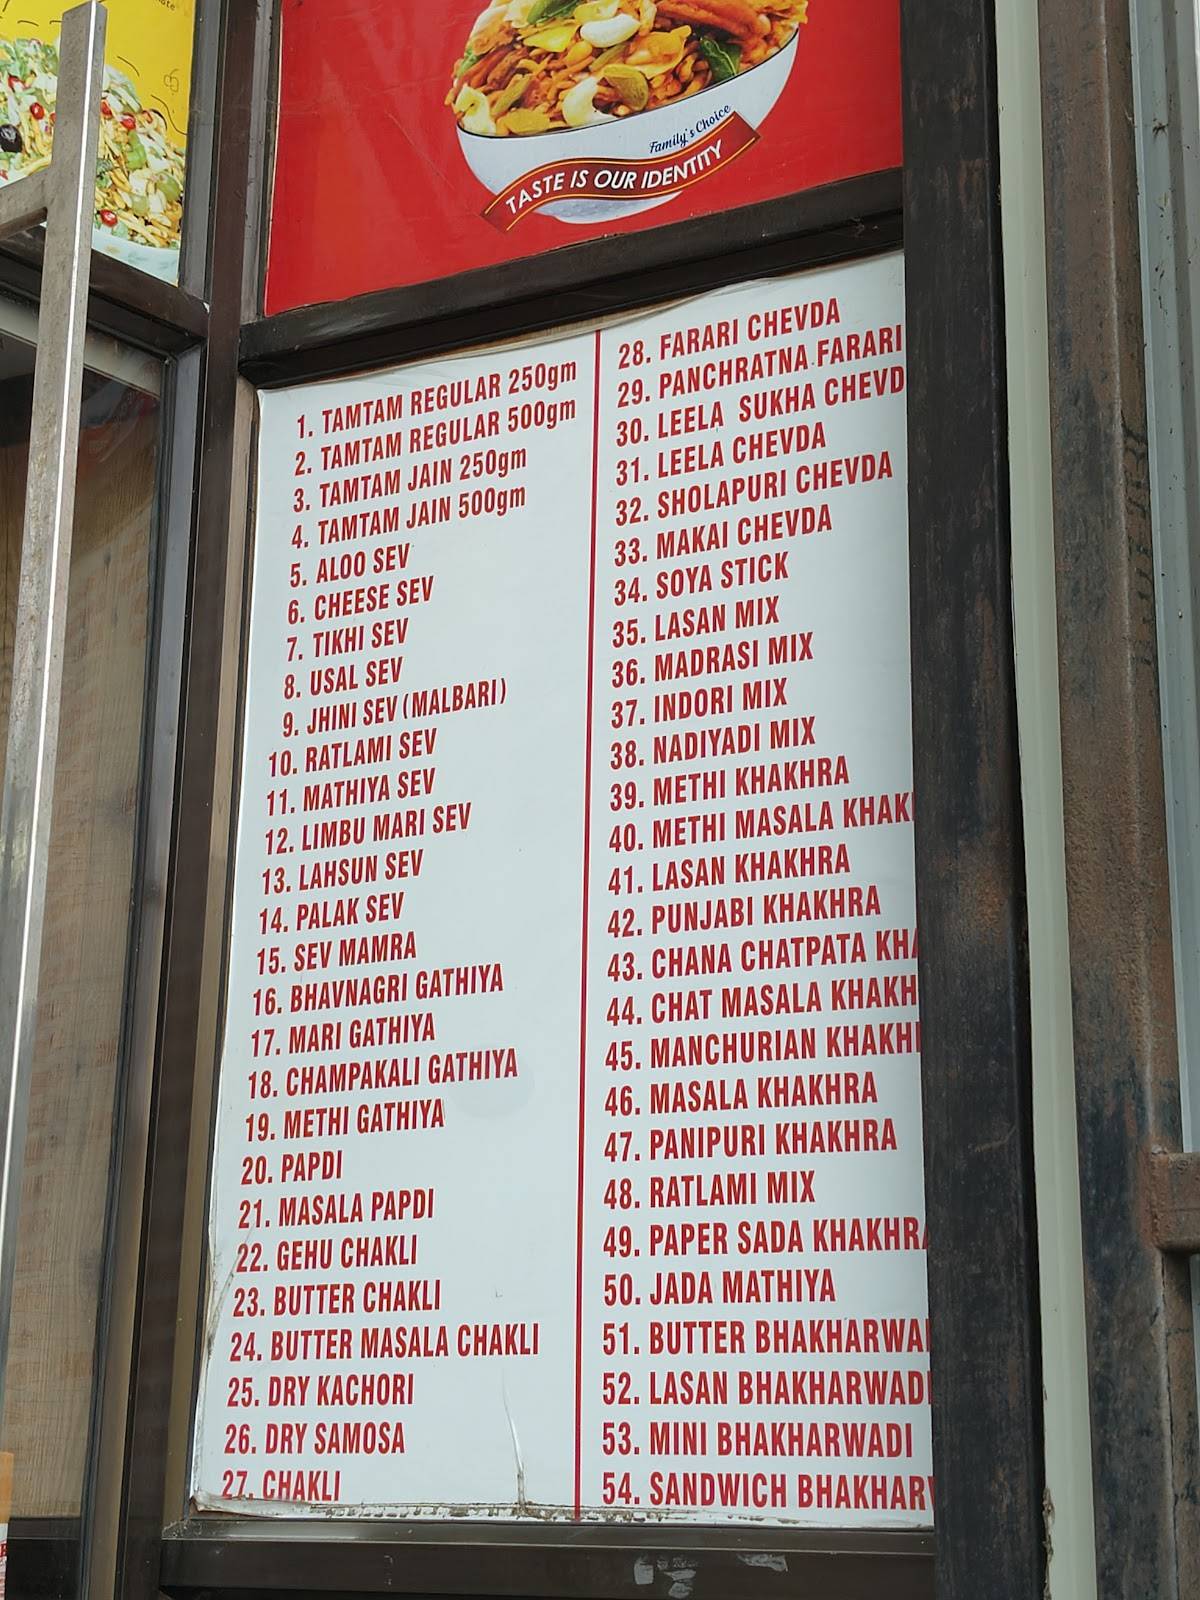 Family's Choice
TASTE IS OUR IDENTITY
1. TAMTAM REGULAR 250gm
2. TAMTAM REGULAR 500gm
3. TAMTAM JAIN 250gm
4. TAMTAM JAIN 500gm
5. ALOO SEV
6. CHEESE SEV
7. TIKHI SEV
8. USAL SEV
9. JHINI SEV (MALBARI)
10. RATLAMI SEV
11. MATHIYA SEV
12. LIMBU MARI SEV
13. LAHSUN SEV
14. PALAK SEV
15. SEV MAMRA
16. BHAVNAGRI GATHIYA
17. MARI GATHIYA
18. CHAMPAKALI GATHIYA
19. METHI GATHIYA
20. PAPDI
21. MASALA PAPDI
22. GEHU CHAKLI
23. BUTTER CHAKLI
24. BUTTER MASALA CHAKLI
25. DRY KACHORI
26. DRY SAMOSA
27. CHAKLI
28. FARARI CHEVDA
29. PANCHRATNA FARARI
30. LEELA SUKHA CHEVD
31. LEELA CHEVDA
32. SHOLAPURI CHEVDA
33. MAKAI CHEVDA
34. SOYA STICK
35. LASAN MIX
36. MADRASI MIX
37. INDORI MIX
38. NADIYADI MIX
39. METHI KHAKHRA
40. METHI MASALA KHAK
41. LASAN KHAKHRA
42. PUNJABI KHAKHRA
43. CHANA CHATPATA KHA
44. CHAT MASALA KHAKH
45. MANCHURIAN KHAKH
46. MASALA KHAKHRA
47. PANIPURI KHAKHRA
48. RATLAMI MIX
49. PAPER SADA KHAKHRA
50. JADA MATHIYA
51. BUTTER BHAKHARWA
52. LASAN BHAKHARWADI
53. MINI BHAKHARWADI
54. SANDWICH BHAKHAR